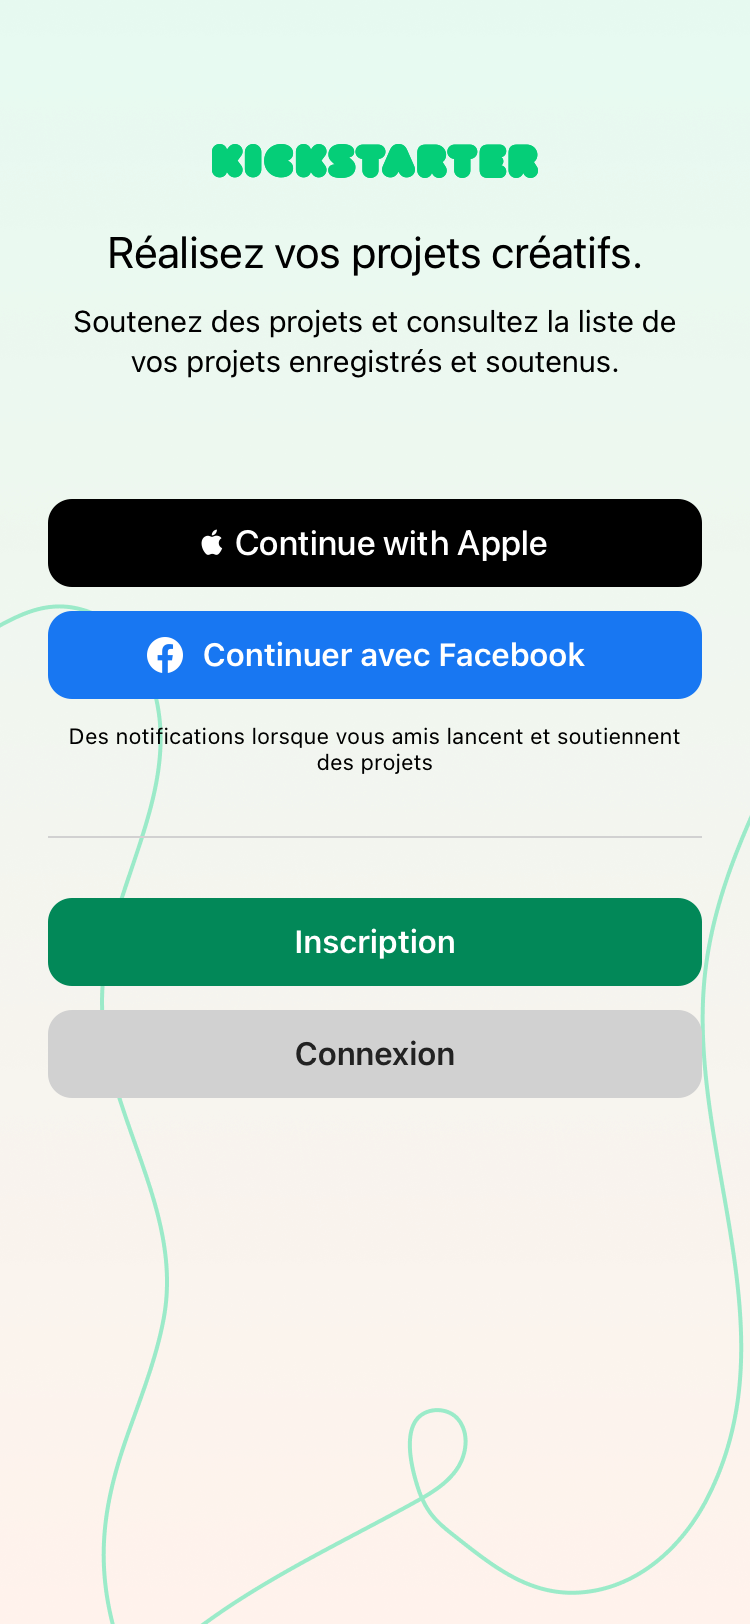 KICKSTARTER
Réalisez vos projets créatifs.
Soutenez des projets et consultez la liste de
vos projets enregistrés et soutenus.
Continue with Apple
Continuer avec Facebook
Des notifications lorsque vous amis lancent et soutiennent
des projets
Inscription
Connexion